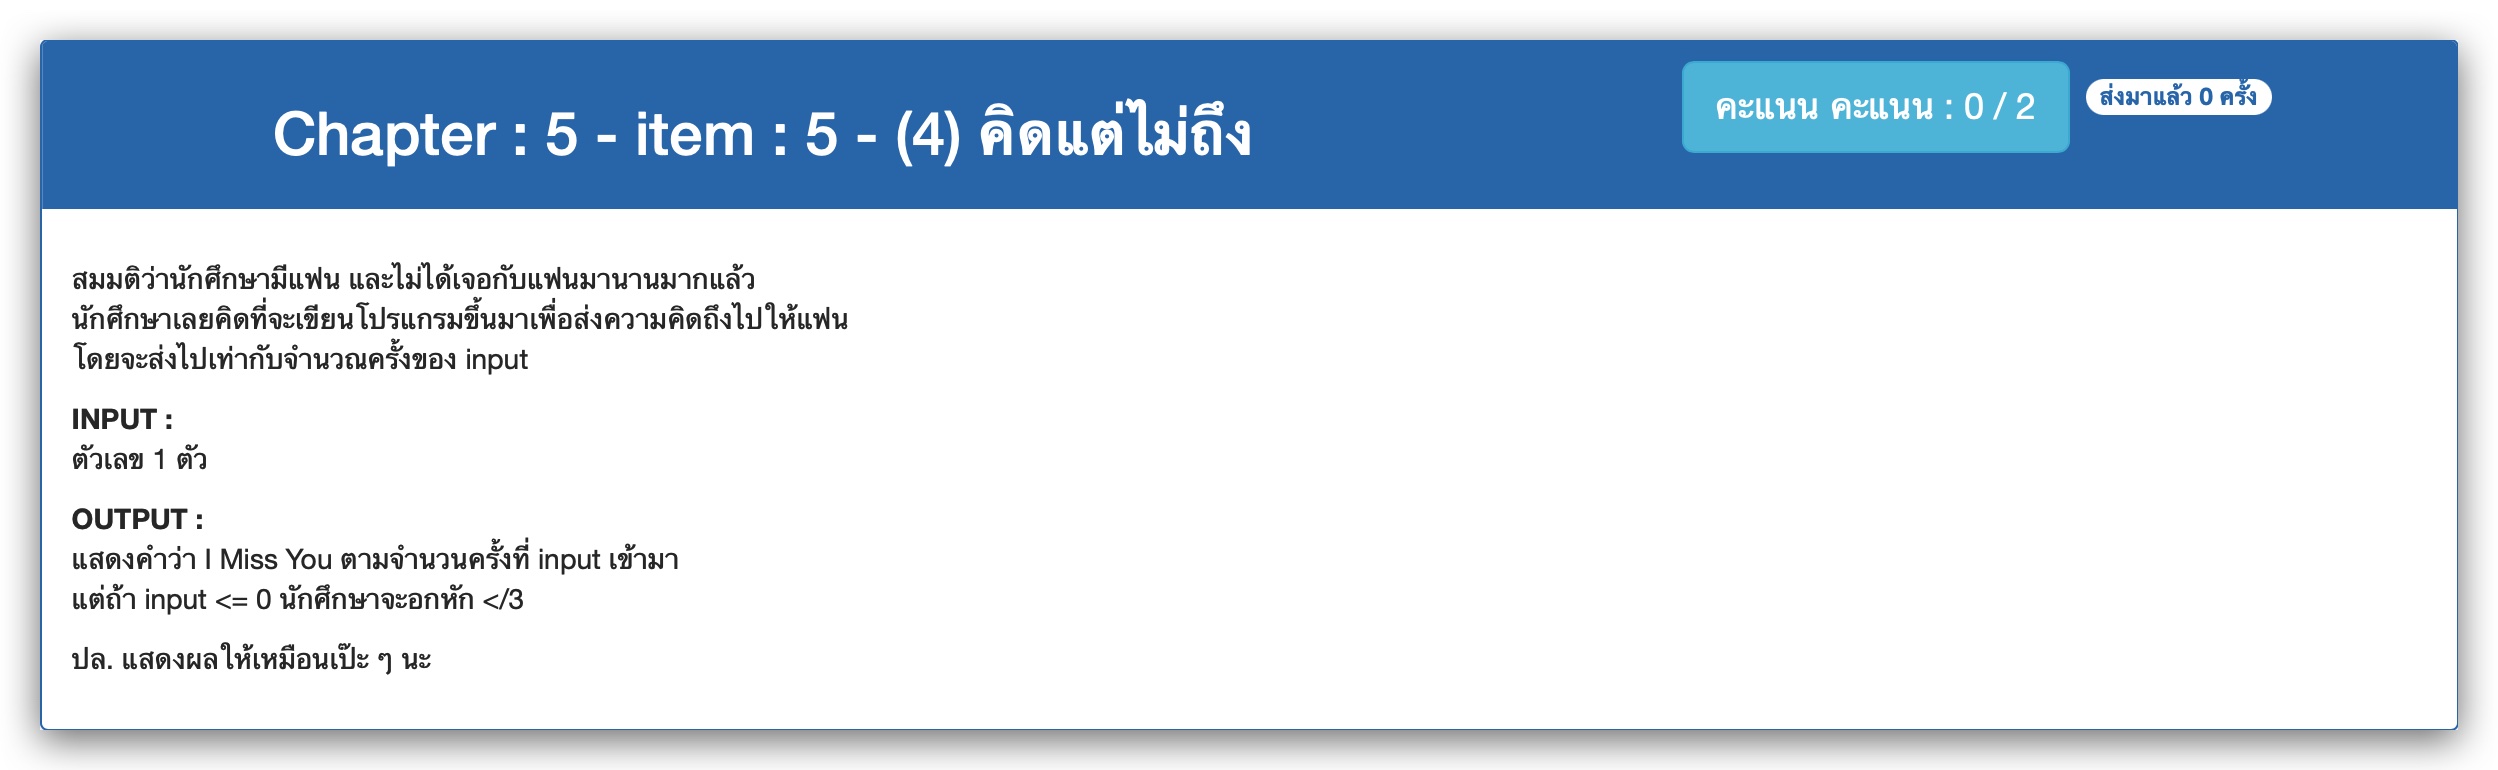 Chapter : 5 - item : 5 - (4) คิดแต่ไม่ถึง
คะแนน คะแนน : 0 / 2
ส่งมาแล้ว 0 ครั้ง
สมมติว่านักศึกษามีแฟน และไม่ได้เจอกับแฟนมานานมากแล้ว
นักศึกษาเลยคิดที่จะเขียนโปรแกรมขึ้นมาเพื่อส่งความคิดถึงไปให้แฟน
โดยจะส่งไปเท่ากับจำนวณครั้งของ input
INPUT :
ตัวเลข 1 ตัว
OUTPUT :
แสดงคำว่า I Miss You ตามจำนวนครั้งที่ input เข้ามา
แต่ถ้า input <= 0 นักศึกษาจะอกหัก </3
ปล. แสดงผลให้เหมือนเป๊ะ ๆ นะ